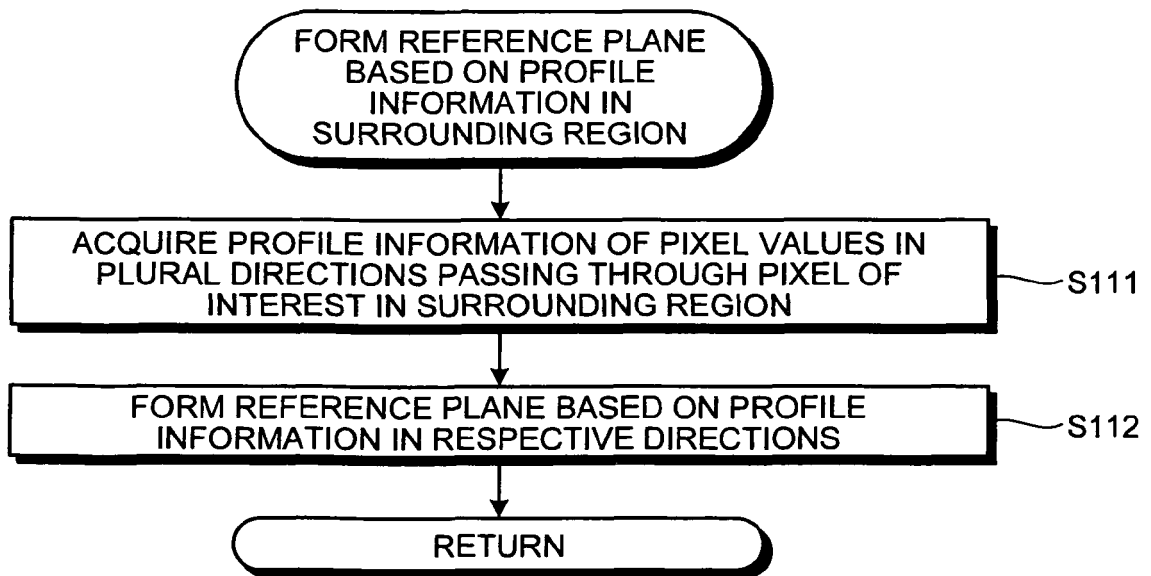 FORM REFERENCE PLANE
BASED ON PROFILE
INFORMATION IN
SURROUNDING REGION
ACQUIRE PROFILE INFORMATION OF PIXEL VALUES IN
PLURAL DIRECTIONS PASSING THROUGH PIXEL OF
INTEREST IN SURROUNDING REGION
S111
FORM REFERENCE PLANE BASED ON PROFILE
INFORMATION IN RESPECTIVE DIRECTIONS
S112
RETURN